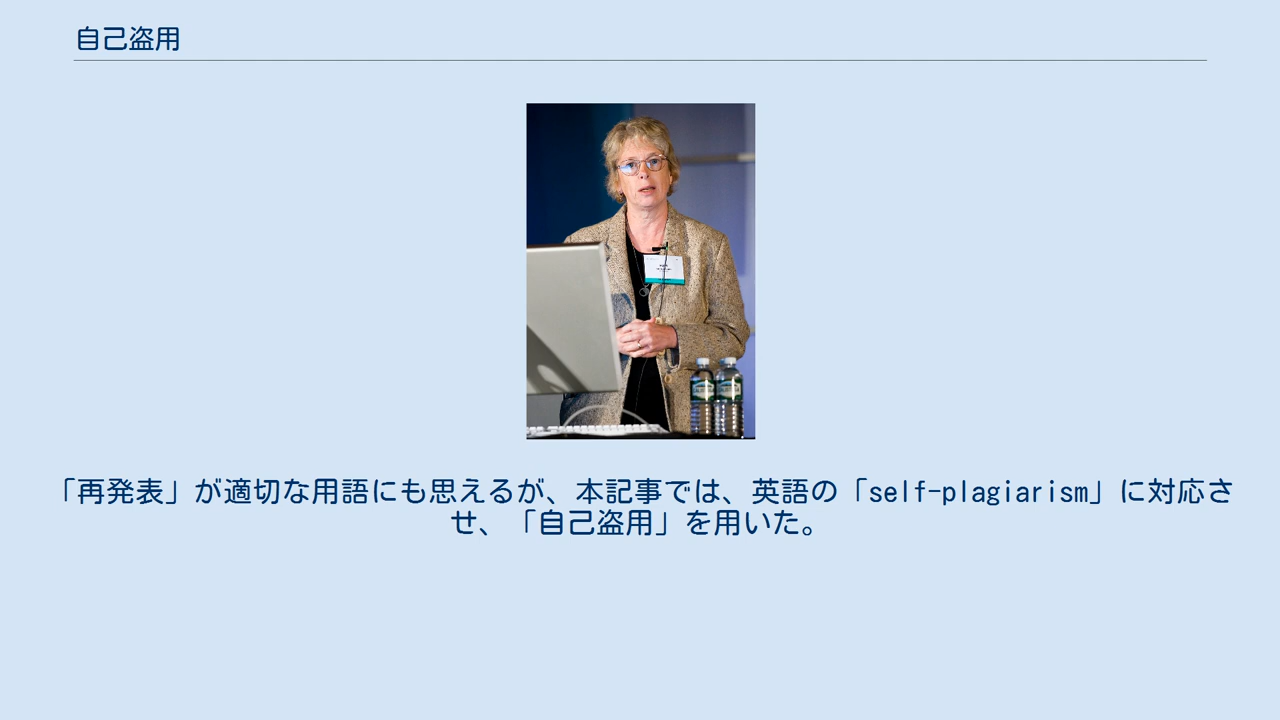 自己盗用
「再発表」が適切な用語にも思えるが、本記事では、英語の「self-plagiarism」に対応さ
せ、「自己盗用」を用いた。